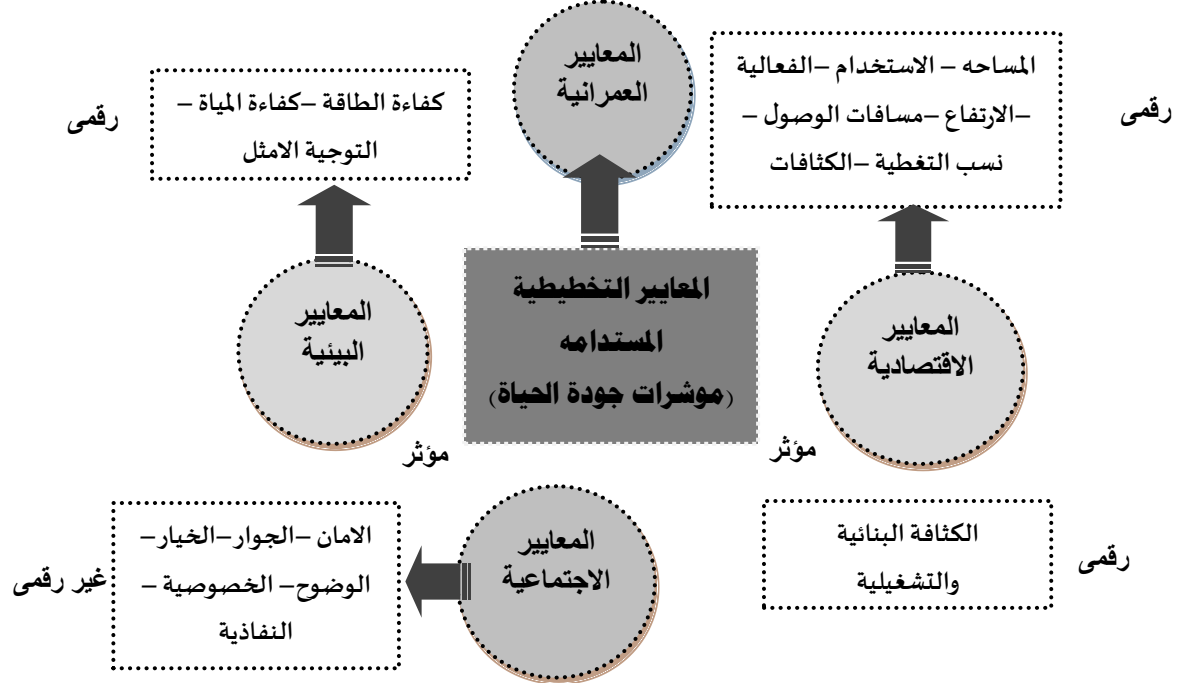 المعايير
العمرانية
المساحه – الاستخدام –الفعالية
–الارتفاع –مسافات الوصول –
نسب التغطية –الكثافات
رقمى
كفاءة الطاقة –كفاءة المياة –
التوجية الامثل
رقمى
المعايير التخطيطية
المستدامه
(موشرات جودة الحياة)
المعايير
الاقتصادية
المعايير
البيئية
مؤثر
مؤثر
الكثافة البنائية
والتشغيلية
رقمى
المعايير
الاجتماعية
الامان –الجوار–الخيار–
الوضوح– الخصوصية –
النفاذية
غير رقمى